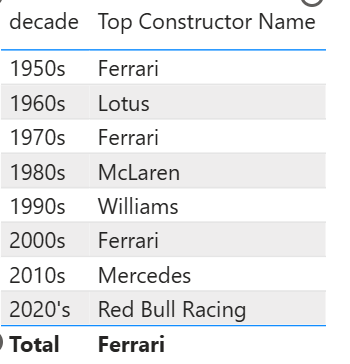 decade Top Constructor Name
1950s Ferrari
1960s Lotus
1970s Ferrari
1980s McLaren
1990s Williams
2000s Ferrari
2010s Mercedes
2020's Red Bull Racing
Total Ferrari